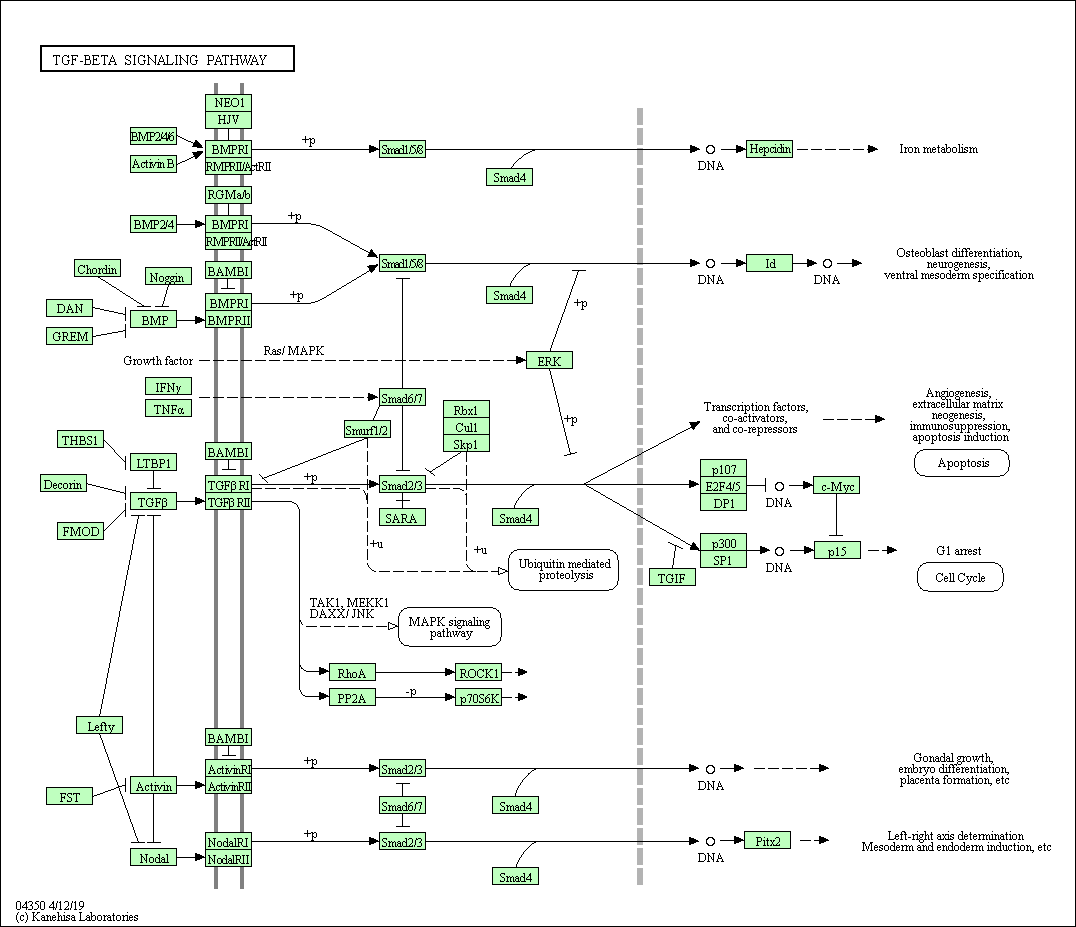 TGF-BETA SIGNALING PATHWAY
NEO1
HJV
BMP2/46
Activin B
BMPRI
RMPRII/ActRII
+p
Smad1/5/8
Smad4
DNA
Hepcidin
Iron metabolism
RGMa/b
BMP2/4
BMPRI
RMPRII/ActRII
+p
Smad1/5/8
Smad4
DNA
Id
DNA
Osteoblast differentiation,
neurogenesis,
ventral mesoderm specification
Chordin
Noggin
DAN
GREM
BMP
BAMBI
BMPRI
BMPRII
+p
Growth factor
Ras/ MAPK
ERK
+p
+p
IFNγ
TNFα
Smad6/7
Smurf1/2
Rbx1
Cul1
Skp1
Transcription factors,
co-activators,
and co-repressors
Angiogenesis,
extracellular matrix
neogenesis,
immunosuppression,
apoptosis induction
Apoptosis
THBS1
LTBP1
Decorin
TGFβ
FMOD
BAMBI
TGFβ RI
TGFβ RII
+p
Smad2/3
SARA
Smad4
p107
E2F4/5
DP1
DNA
c-Myc
p300
SP1
DNA
p15
TGIF
G1 arrest
Cell Cycle
+u
+u
Ubiquitin mediated
proteolysis
TAK1, MEKK1
DAXX/ JNK
MAPK signaling
pathway
RhoA
ROCK1
PP2A
-p
p70S6K
Lefty
FST
Activin
BAMBI
ActivinRI
ActivinRII
+p
Smad2/3
Smad4
DNA
Gonadal growth,
embryo differentiation,
placenta formation, etc
Smad6/7
Nodal
NodalRI
NodalRII
+p
Smad2/3
Smad4
DNA
Pitx2
Left-right axis determination
Mesoderm and endoderm induction, etc
04350 4/12/19
(c) Kanehisa Laboratories